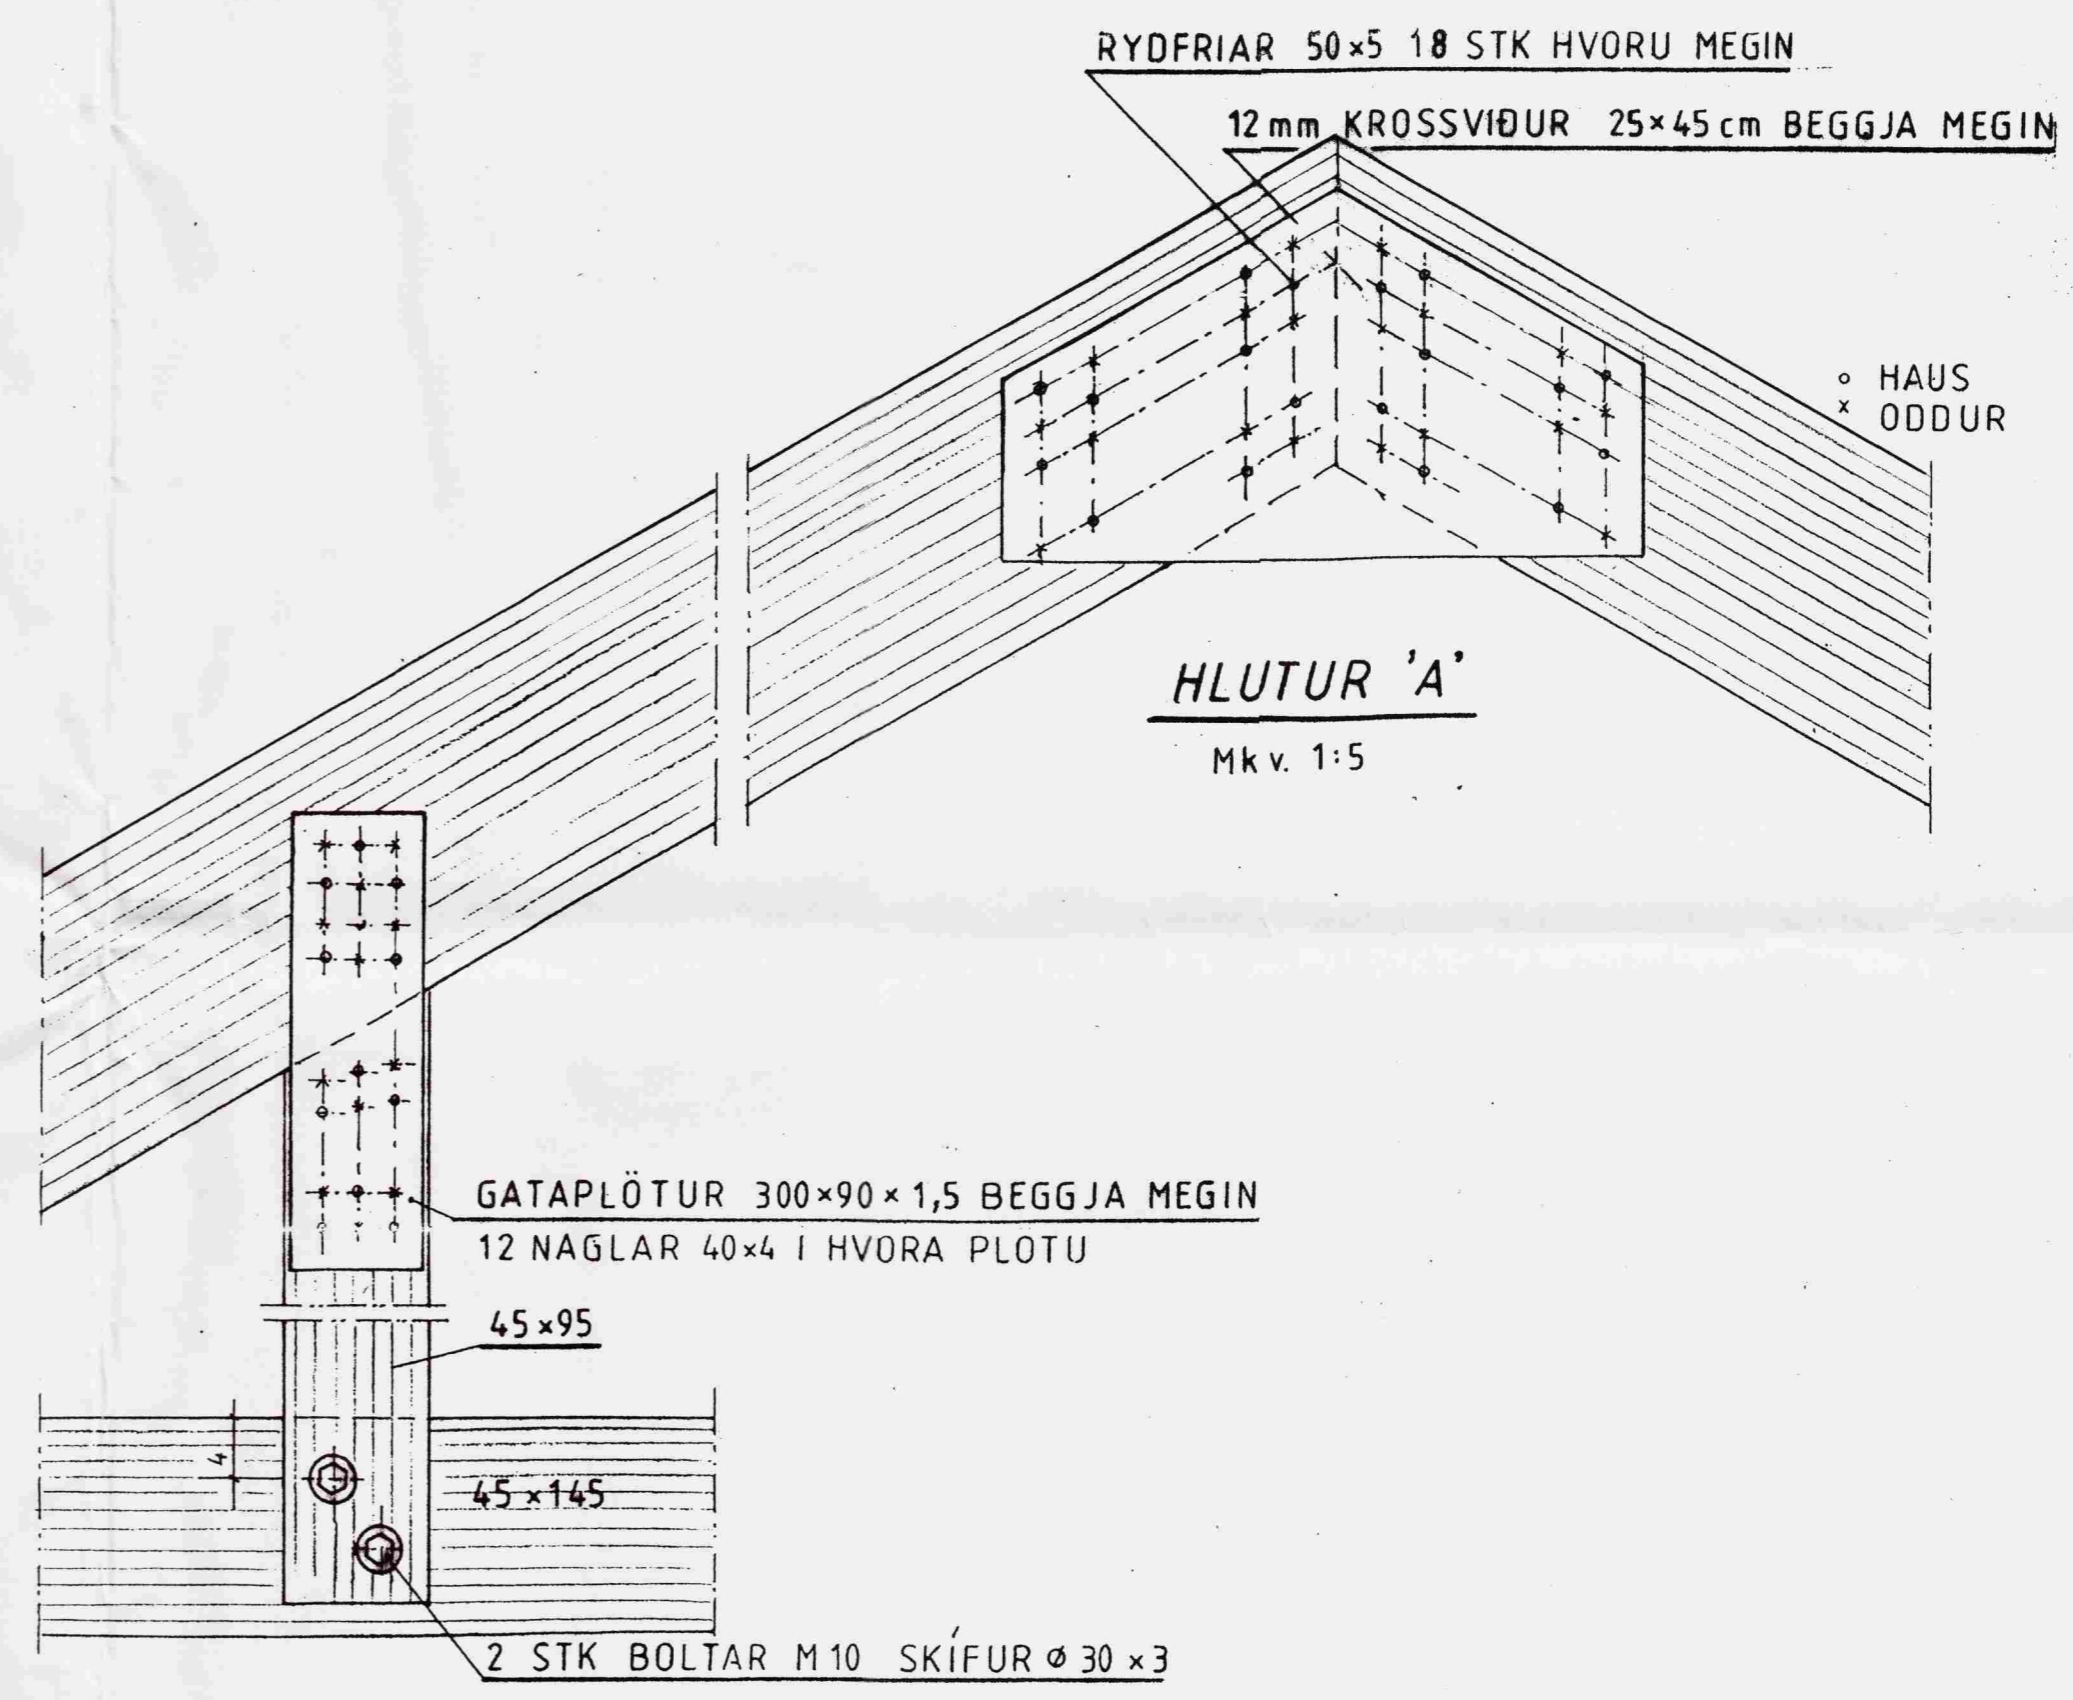 RYDFRIAR 50×5 18 STK HVORU MEGIN
12 mm KROSSVIÐUR 25×45 cm BEGGJA MEGIN
o HAUS
x ODDUR
HLUTUR 'A'
Mkv. 1:5
GATAPLÖTUR 300×90×1,5 BEGGJA MEGIN
12 NAGLAR 40×4 I HVORA PLOTU
45×95
4
45×145
2 STK BOLTAR M10 SKÍFUR ø 30×3